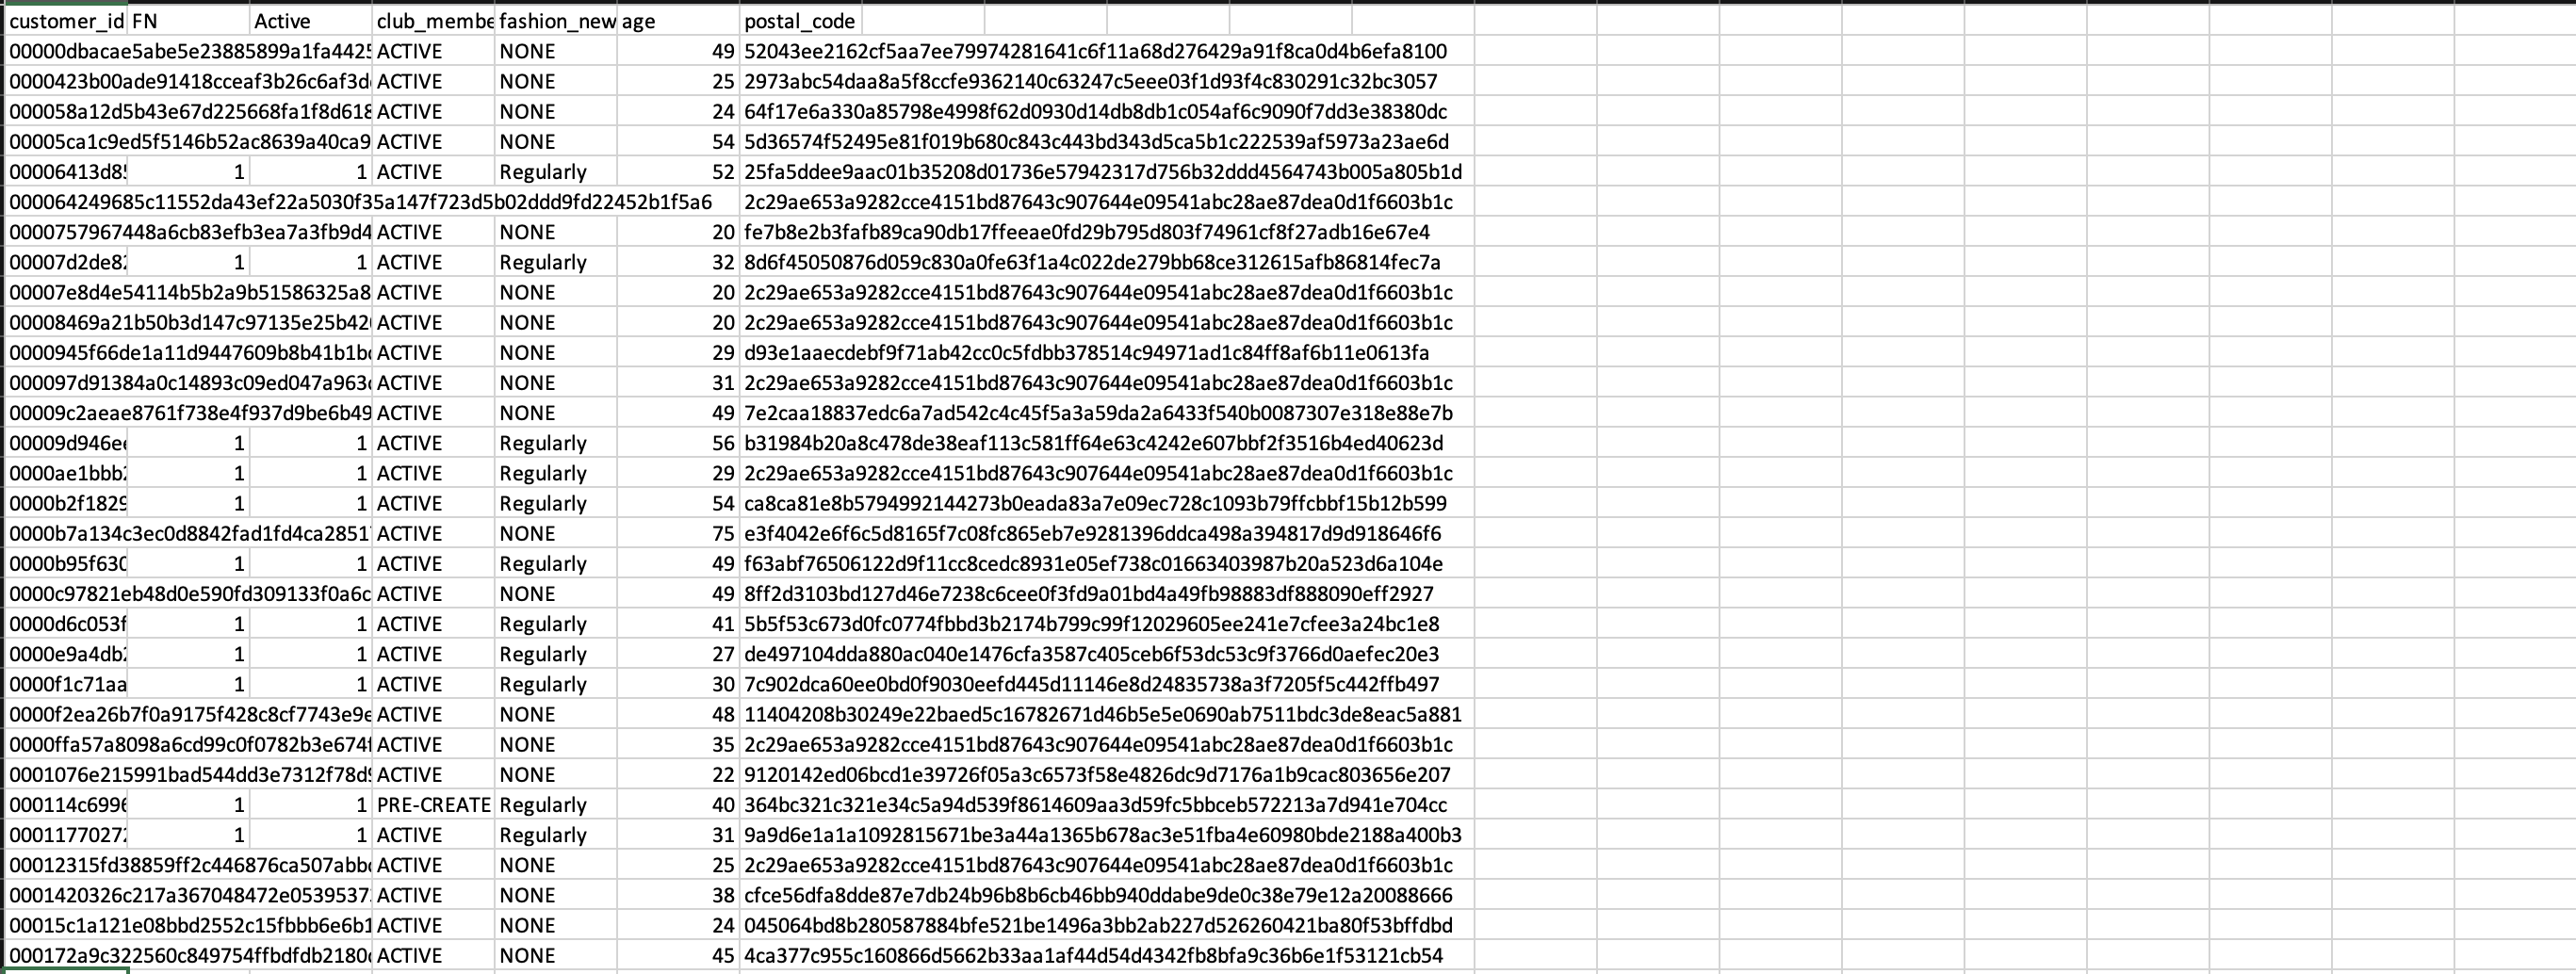 customer_id FN Active club_membe fashion_new age postal_code
00000dbacae5abe5e23885899a1fa4425 ACTIVE NONE 49 52043ee2162cf5aa7ee79974281641c6f11a68d276429a91f8ca0d4b6efa8100
0000423b00ade91418cceaf3b26c6af3d ACTIVE NONE 25 2973abc54daa8a5f8ccfe9362140c63247c5eee03f1d93f4c830291c32bc3057
000058a12d5b43e67d225668fa1f8d618 ACTIVE NONE 24 64f17e6a330a85798e4998f62d0930d14db8db1c054af6c9090f7dd3e38380dc
00005ca1c9ed5f5146b52ac8639a40ca9 ACTIVE NONE 54 5d36574f52495e81f019b680c843c443bd343d5ca5b1c222539af5973a23ae6d
00006413d8 1 1 ACTIVE Regularly 52 25fa5ddee9aac01b35208d01736e57942317d756b32ddd4564743b005a805b1d
000064249685c11552da43ef22a5030f35a147f723d5b02ddd9fd22452b1f5a6 2c29ae653a9282cce4151bd87643c907644e09541abc28ae87dea0d1f6603b1c
0000757967448a6cb83efb3ea7a3fb9d4 ACTIVE NONE 20 fe7b8e2b3fafb89ca90db17ffeeae0fd29b795d803f74961cf8f27adb16e67e4
00007d2de8 1 1 ACTIVE Regularly 32 8d6f45050876d059c830a0fe63f1a4c022de279bb68ce312615afb86814fec7a
00007e8d4e54114b5b2a9b51586325a8 ACTIVE NONE 20 2c29ae653a9282cce4151bd87643c907644e09541abc28ae87dea0d1f6603b1c
00008469a21b50b3d147c97135e25b42 ACTIVE NONE 20 2c29ae653a9282cce4151bd87643c907644e09541abc28ae87dea0d1f6603b1c
0000945f66de1a11d9447609b8b41b1b ACTIVE NONE 29 d93e1aaecdebf9f71ab42cc0c5fdbb378514c94971ad1c84ff8af6b11e0613fa
000097d91384a0c14893c09ed047a963 ACTIVE NONE 31 2c29ae653a9282cce4151bd87643c907644e09541abc28ae87dea0d1f6603b1c
00009c2aeae8761f738e4f937d9be6b49 ACTIVE NONE 49 7e2caa18837edc6a7ad542c4c45f5a3a59da2a6433f540b0087307e318e88e7b
00009d946e 1 1 ACTIVE Regularly 56 b31984b20a8c478de38eaf113c581ff64e63c4242e607bbf2f3516b4ed40623d
0000ae1bbb 1 1 ACTIVE Regularly 29 2c29ae653a9282cce4151bd87643c907644e09541abc28ae87dea0d1f6603b1c
0000b2f1829 1 1 ACTIVE Regularly 54 ca8ca81e8b5794992144273b0eada83a7e09ec728c1093b79ffcbbf15b12b599
0000b7a134c3ec0d8842fad1fd4ca2851 ACTIVE NONE 75 e3f4042e6f6c5d8165f7c08fc865eb7e9281396ddca498a394817d9d918646f6
0000b95f630 1 1 ACTIVE Regularly 49 f63abf76506122d9f11cc8cedc8931e05ef738c01663403987b20a523d6a104e
0000c97821eb48d0e590fd309133f0a6c ACTIVE NONE 49 8ff2d3103bd127d46e7238c6cee0f3fd9a01bd4a49fb98883df888090eff2927
0000d6c053f 1 1 ACTIVE Regularly 41 5b5f53c673d0fc0774fbbd3b2174b799c99f12029605ee241e7cfee3a24bc1e8
0000e9a4db 1 1 ACTIVE Regularly 27 de497104dda880ac040e1476cfa3587c405ceb6f53dc53c9f3766d0aefec20e3
0000f1c71aa 1 1 ACTIVE Regularly 30 7c902dca60ee0bd0f9030eefd445d11146e8d24835738a3f7205f5c442ffb497
0000f2ea26b7f0a9175f428c8cf7743e9e ACTIVE NONE 48 11404208b30249e22baed5c16782671d46b5e5e0690ab7511bdc3de8eac5a881
0000ffa57a8098a6cd99c0f0782b3e674f ACTIVE NONE 35 2c29ae653a9282cce4151bd87643c907644e09541abc28ae87dea0d1f6603b1c
0001076e215991bad544dd3e7312f78d ACTIVE NONE 22 9120142ed06bcd1e39726f05a3c6573f58e4826dc9d7176a1b9cac803656e207
000114c6996 1 1 PRE-CREATE Regularly 40 364bc321c321e34c5a94d539f8614609aa3d59fc5bbceb572213a7d941e704cc
0001177027 1 1 ACTIVE Regularly 31 9a9d6e1a1a1092815671be3a44a1365b678ac3e51fba4e60980bde2188a400b3
00012315fd38859ff2c446876ca507abb ACTIVE NONE 25 2c29ae653a9282cce4151bd87643c907644e09541abc28ae87dea0d1f6603b1c
0001420326c217a367048472e0539537 ACTIVE NONE 38 cfce56dfa8dde87e7db24b96b8b6cb46bb940ddabe9de0c38e79e12a20088666
00015c1a121e08bbd2552c15fbbb6e6b1 ACTIVE NONE 24 045064bd8b280587884bfe521be1496a3bb2ab227d526260421ba80f53bffdbd
000172a9c322560c849754ffbdfdb2180 ACTIVE NONE 45 4ca377c955c160866d5662b33aa1af44d54d4342fb8bfa9c36b6e1f53121cb54